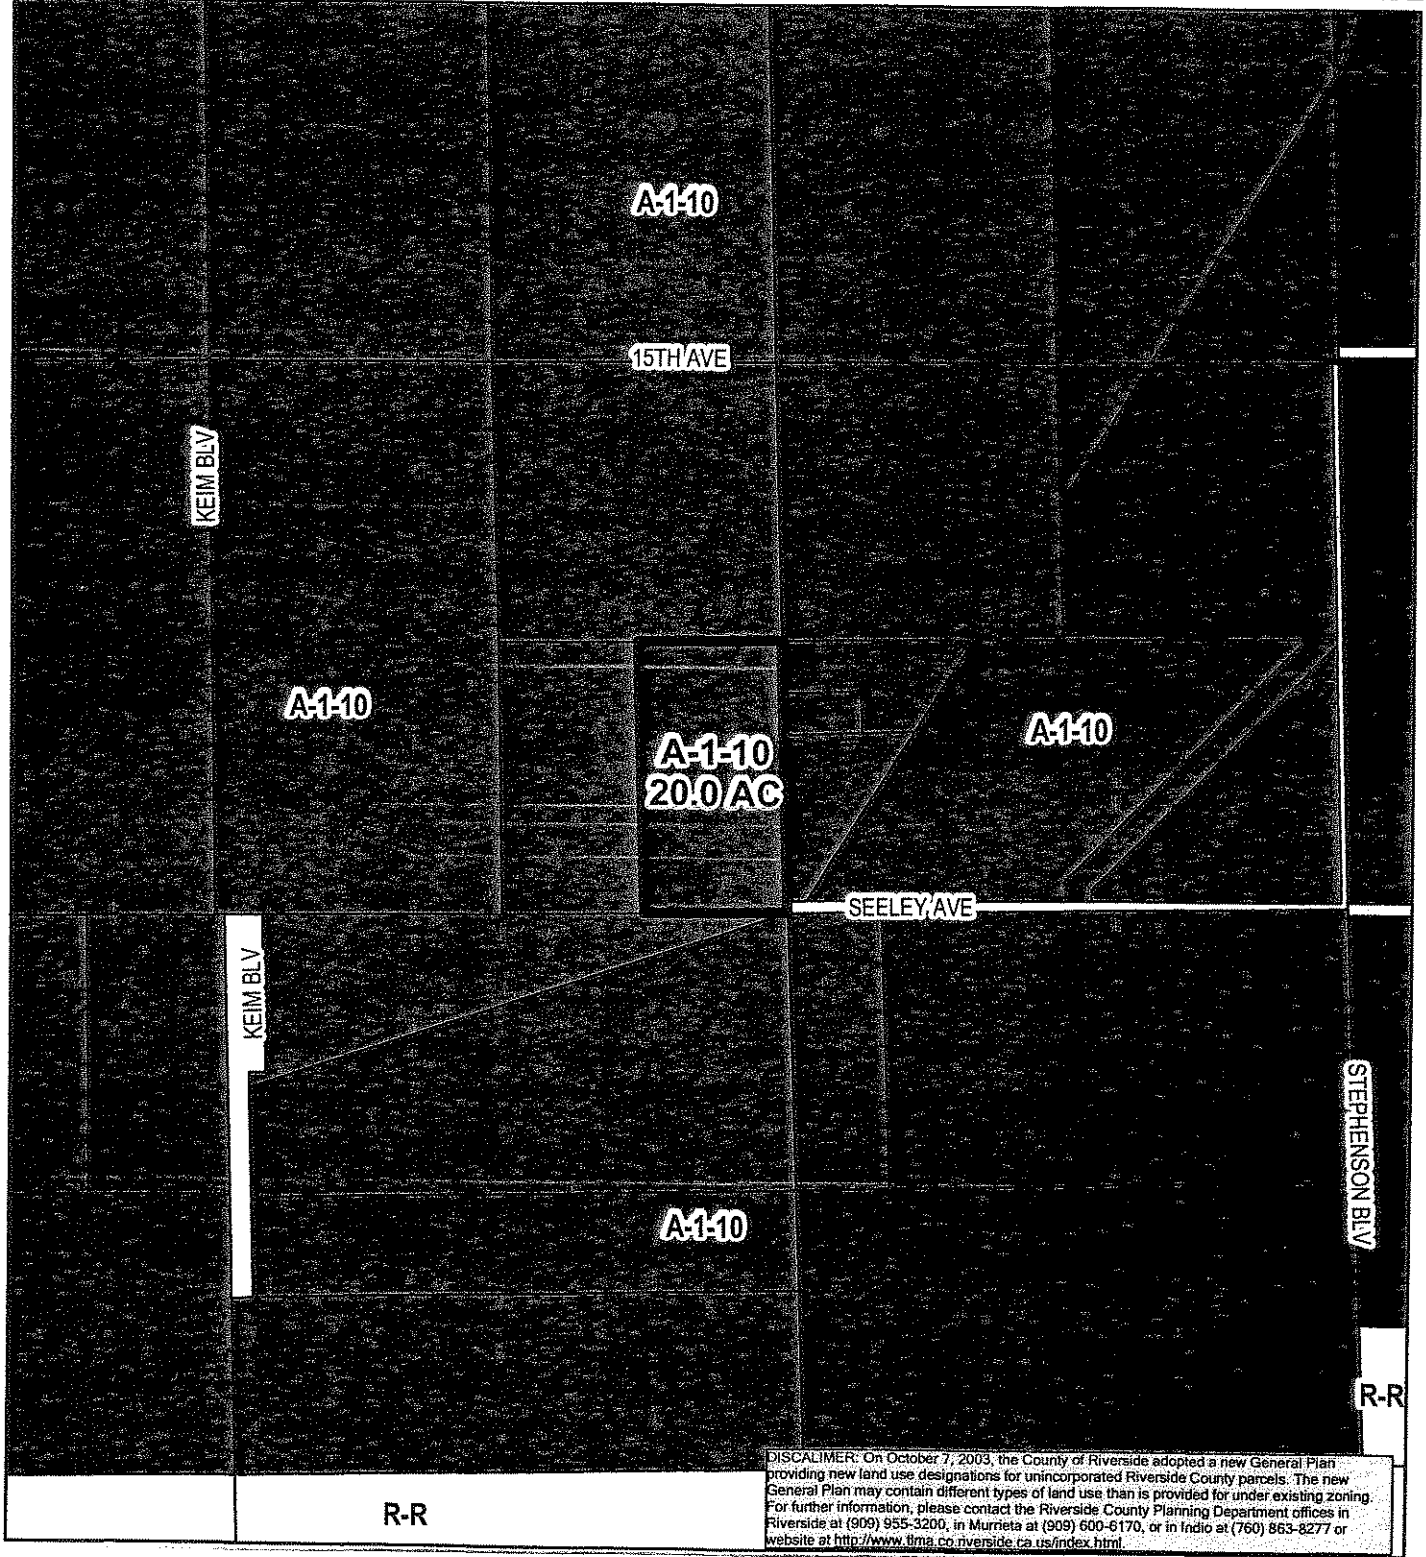 A-1-10
15TH AVE
KEIM BLV
A-1-10
A-1-10
20.0 AC
A-1-10
SEELEY AVE
KEIM BLV
STEPHENSON BLV
A-1-10
R-R
R-R
DISCALIMER: On October 7, 2003, the County of Riverside adopted a new General Plan
providing new land use designations for unincorporated Riverside County parcels. The new
General Plan may contain different types of land use than is provided for under existing zoning.
For further information, please contact the Riverside County Planning Department offices in
Riverside at (909) 955-3200, in Murrieta at (909) 600-6170, or in Indio at (760) 863-8277 or
website at http://www.tlma.co.riverside.ca.us/index.html.